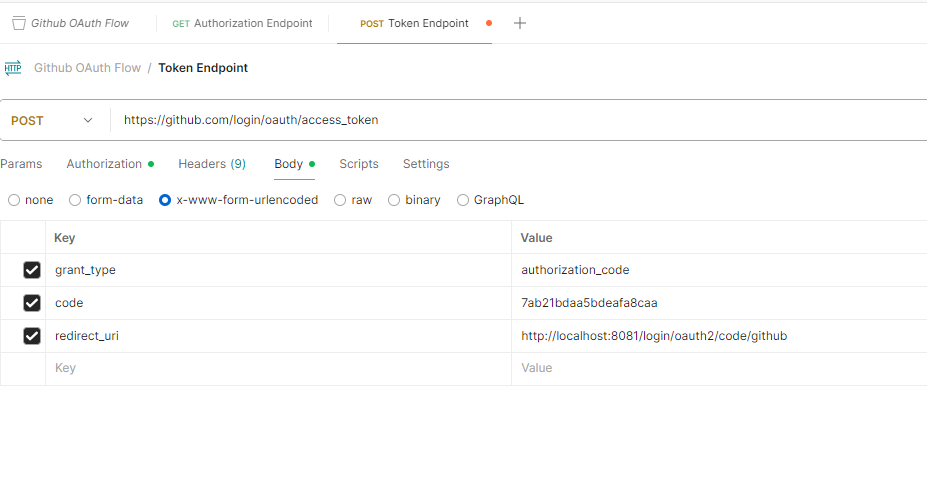 Github OAuth Flow GET Authorization Endpoint POST Token Endpoint
HTTP Github OAuth Flow / Token Endpoint
POST https://github.com/login/oauth/access_token
Params Authorization Headers (9) Body Scripts Settings
none form-data x-www-form-urlencoded raw binary GraphQL
Key Value
grant_type authorization_code
code 7ab21bdaa5bdeafa8caa
redirect_uri http://localhost:8081/login/oauth2/code/github
Key Value